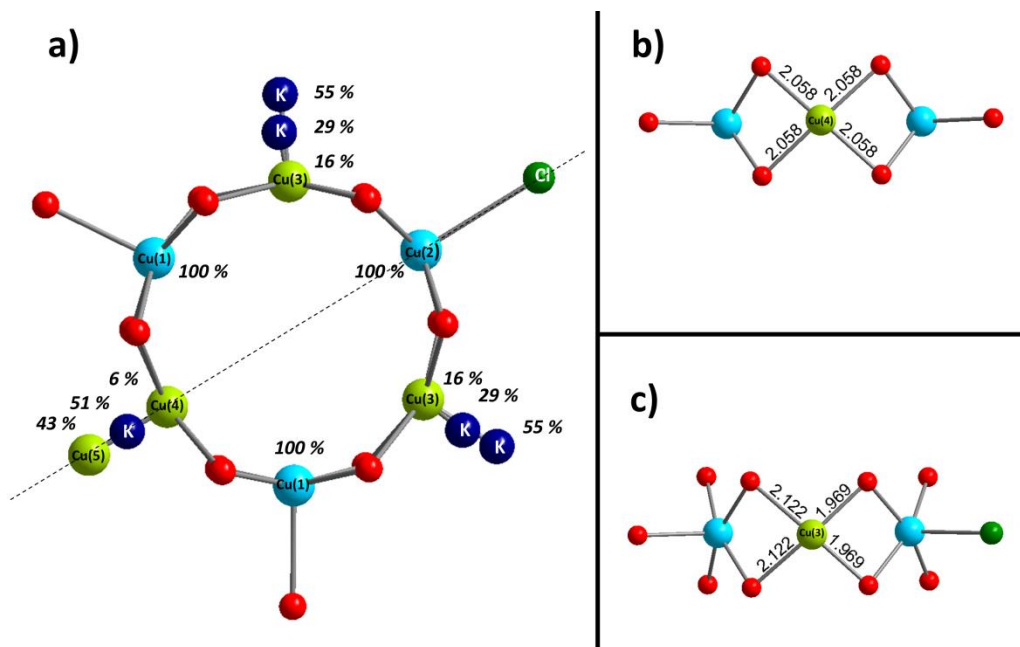 a)
K
55 %
K
29 %
16 %
Cu(3)
Cl
Cu(1)
100 %
Cu(2)
100 %
6 %
51 %
43 %
Cu(4)
K
Cu(5)
16 %
29 %
Cu(3)
K
K
55 %
100 %
Cu(1)
b)
2.058
2.058
Cu(4)
2.058
2.058
c)
2.122
1.969
Cu(3)
2.122
1.969